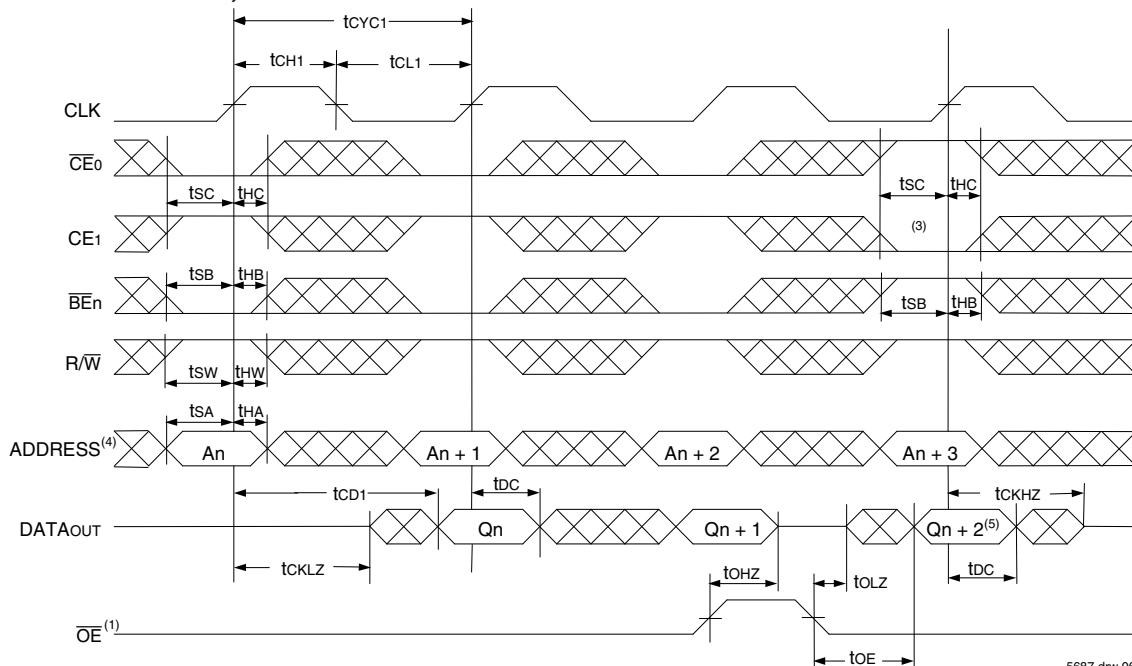 tCYC1
tCH1
tCL1
CLK
CE0
tSC
tHC
tSC
tHC
CE1
(3)
tSB
tHB
BEn
tSB
tHB
R/W
tSW
tHW
tSA
tHA
ADDRESS(4)
An
An + 1
An + 2
An + 3
tCD1
tDC
tCKHZ
DATAOUT
Qn
Qn + 1
Qn + 2(5)
tCKLZ
tOHZ
tOLZ
tDC
OE(1)
tOE